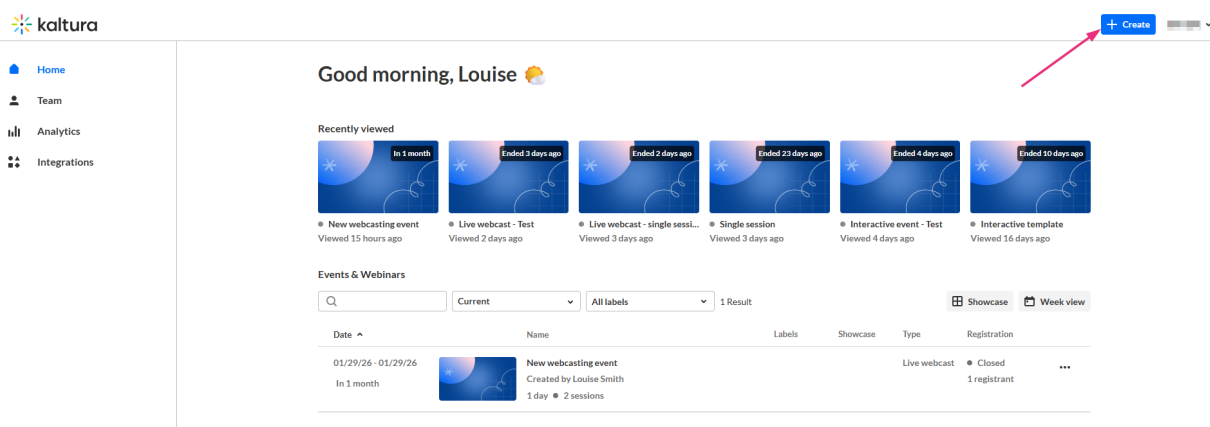 kaltura
Create
Home
Team
Analytics
Integrations
Good morning, Louise
Recently viewed
In 1 month
Ended 3 days ago
Ended 2 days ago
Ended 23 days ago
Ended 4 days ago
Ended 10 days ago
New webcasting event
Live webcast - Test
Live webcast - single sessi...
Single session
Interactive event - Test
Interactive template
Viewed 15 hours ago
Viewed 2 days ago
Viewed 3 days ago
Viewed 3 days ago
Viewed 4 days ago
Viewed 16 days ago
Events & Webinars
Current
All labels
1 Result
Showcase
Week view
Date
Name
Labels
Showcase
Type
Registration
01/29/26 - 01/29/26
In 1 month
New webcasting event
Created by Louise Smith
1 day
2 sessions
Live webcast
Closed
1 registrant